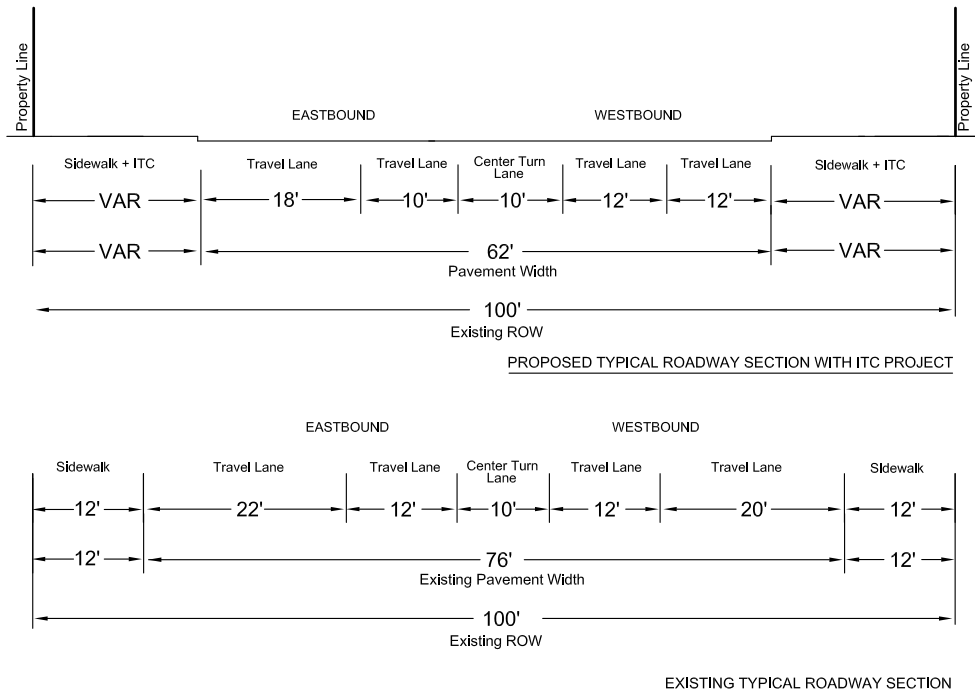 Property Line
Property Line
EASTBOUND
WESTBOUND
Sidewalk + ITC
Travel Lane
Travel Lane
Center Turn
Lane
Travel Lane
Travel Lane
SIdewalk + ITC
VAR
18'
10'
10'
12'
12'
VAR
VAR
62'
VAR
Pavement Width
100'
Existing ROW
PROPOSED TYPICAL ROADWAY SECTION WITH ITC PROJECT
EASTBOUND
WESTBOUND
Sidewalk
Travel Lane
Travel Lane
Center Turn
Lane
Travel Lane
Travel Lane
SIdewalk
12'
22'
12'
10'
12'
20'
12'
12'
76'
12'
Existing Pavement Width
100'
Existing ROW
EXISTING TYPICAL ROADWAY SECTION